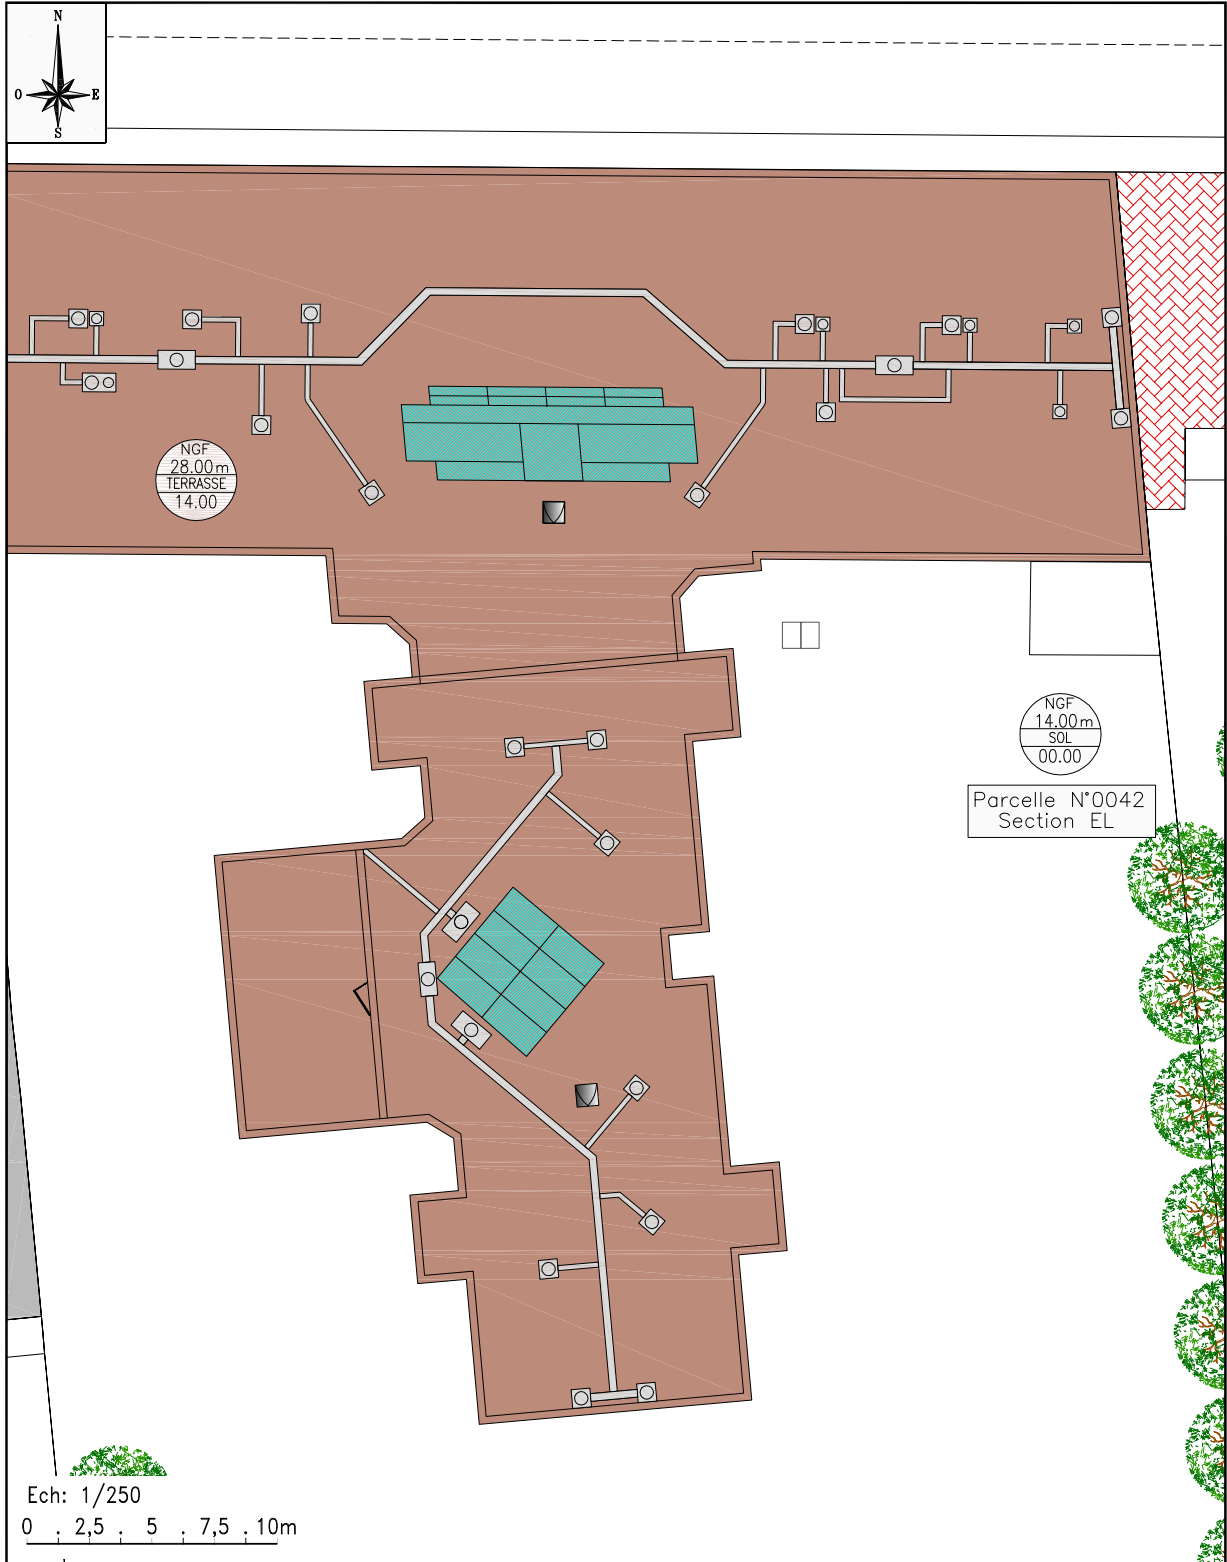 N
O E
S
NGF
28.00m
TERRASSE
14.00
NGF
14.00m
SOL
00.00
Parcelle N°0042
Section EL
Ech: 1/250
0 . 2,5 . 5 . 7,5 . 10m